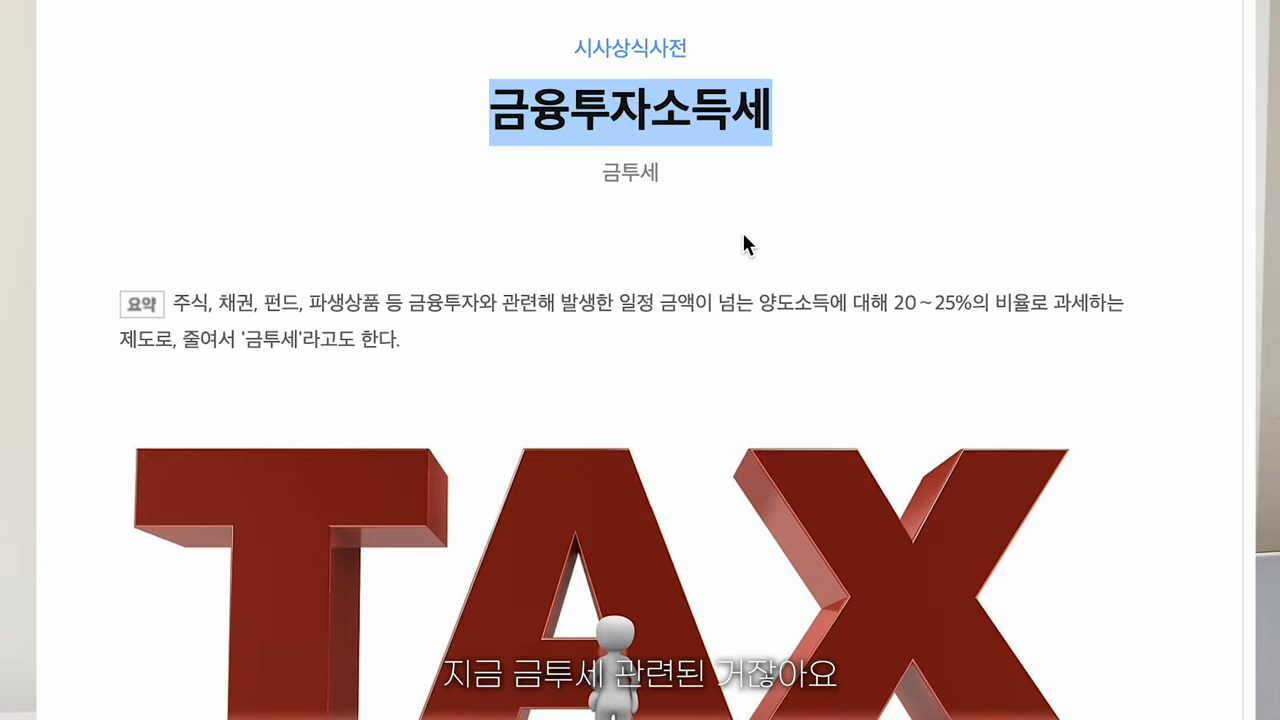 시사상식사전
금융투자소득세
금투세
요약 주식, 채권, 펀드, 파생상품 등 금융투자와 관련해 발생한 일정 금액이 넘는 양도소득에 대해 20~25%의 비율로 과세하는
제도로, 줄여서 '금투세'라고도 한다.
TAX
지금 금투세 관련된 거잖아요